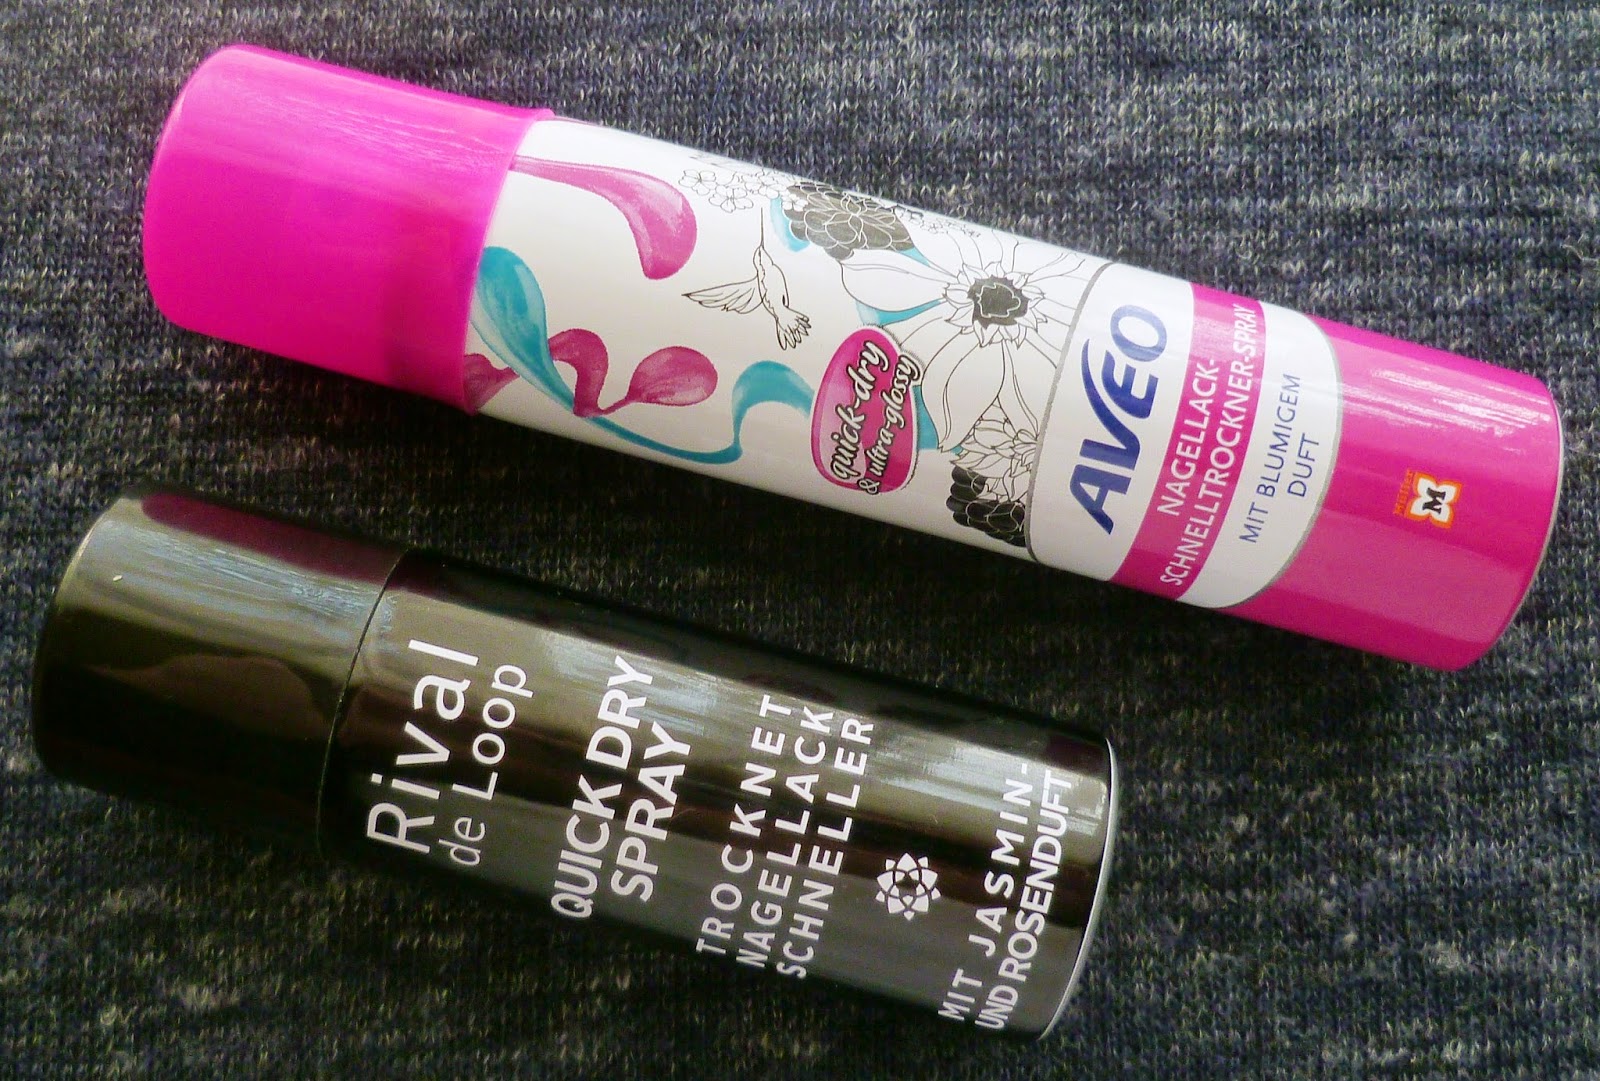 quick-dry
& ultra-glossy
AVEO
NAGELLACK-
SCHNELLTROCKNER-SPRAY
MIT BLUMIGEM
DUFT
Müller
M
Rival
de Loop
QUICK DRY
SPRAY
TROCKNET
NAGELLACK
SCHNELLER
MIT JASMIN-
UND ROSENDUFT